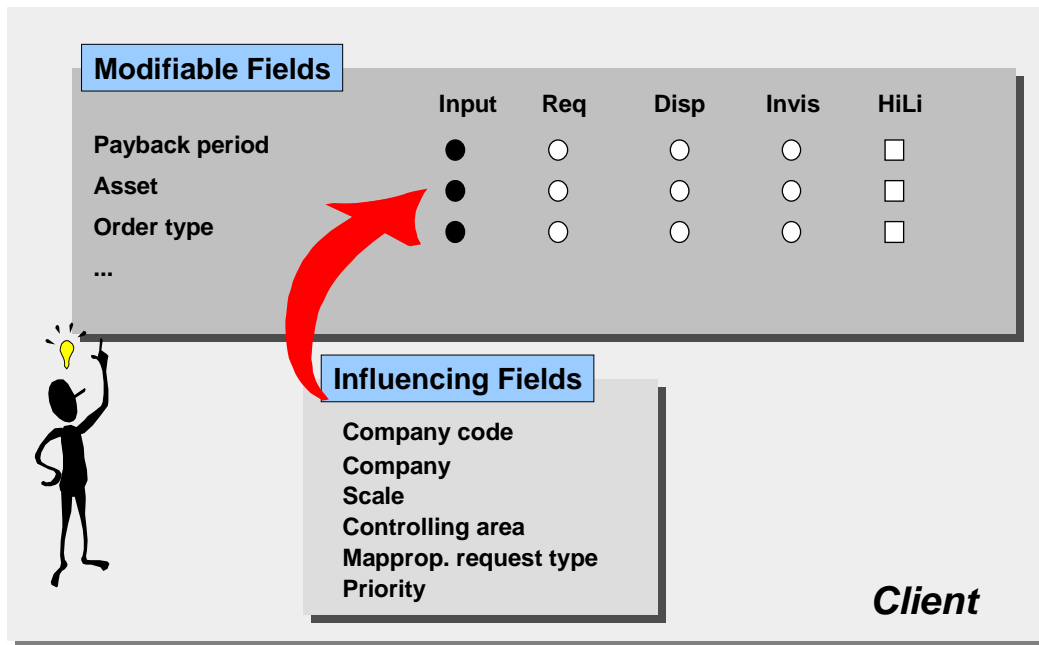 Modifiable Fields
Input Req Disp Invis HiLi
Payback period
Asset
Order type
...
Influencing Fields
Company code
Company
Scale
Controlling area
Mapprop. request type
Priority
Client